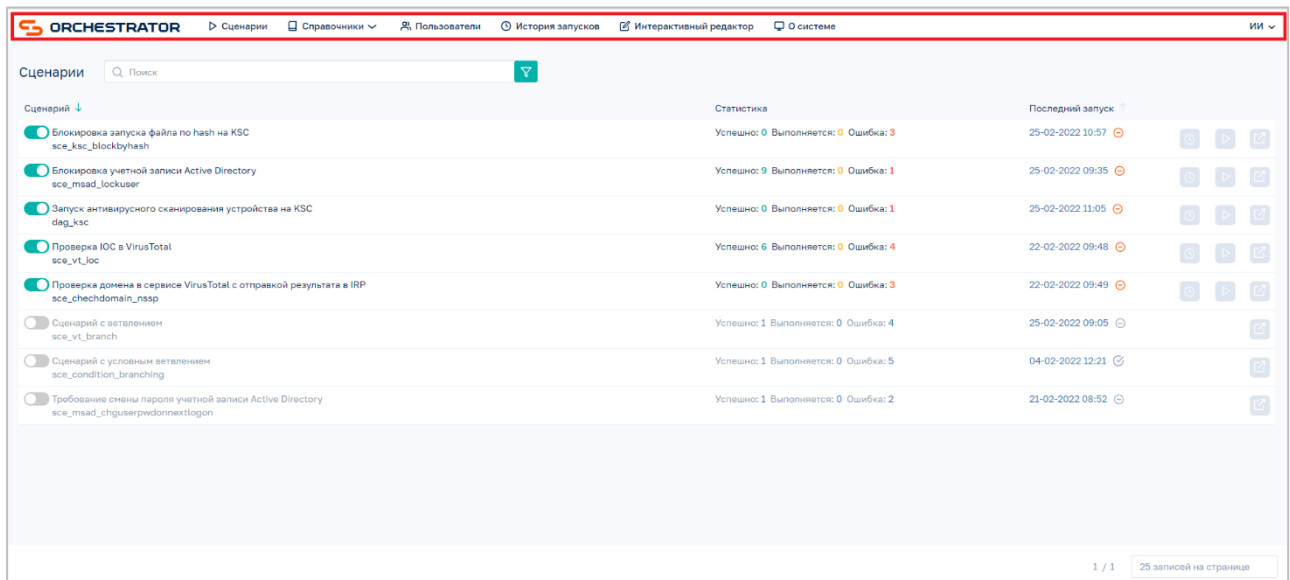 ORCHESTRATOR Сценарии Справочники Пользователи История запусков Интерактивный редактор О системе ИИ
Сценарии Поиск
Сценарий Статистика Последний запуск
Блокировка запуска файла по hash на KSC Успешно: 0 Выполняется: 0 Ошибка: 3 25-02-2022 10:57
sce_ksc_blockbyhash
Блокировка учетной записи Active Directory Успешно: 9 Выполняется: 0 Ошибка: 1 25-02-2022 09:35
sce_msad_lockuser
Запуск антивирусного сканирования устройства на KSC Успешно: 0 Выполняется: 0 Ошибка: 1 25-02-2022 11:05
dag_ksc
Проверка IOC в VirusTotal Успешно: 6 Выполняется: 0 Ошибка: 4 22-02-2022 09:48
sce_vt_ioc
Проверка домена в сервисе VirusTotal с отправкой результата в IRP Успешно: 0 Выполняется: 0 Ошибка: 3 22-02-2022 09:49
sce_chechdomain_nssp
Сценарий с ветвлением Успешно: 1 Выполняется: 0 Ошибка: 4 25-02-2022 09:05
sce_vt_branch
Сценарий с условным ветвлением Успешно: 1 Выполняется: 0 Ошибка: 5 04-02-2022 12:21
sce_condition_branching
Требование смены пароля учетной записи Active Directory Успешно: 1 Выполняется: 0 Ошибка: 2 21-02-2022 08:52
sce_msad_chguserpwdonnextlogon
1 / 1 25 записей на странице